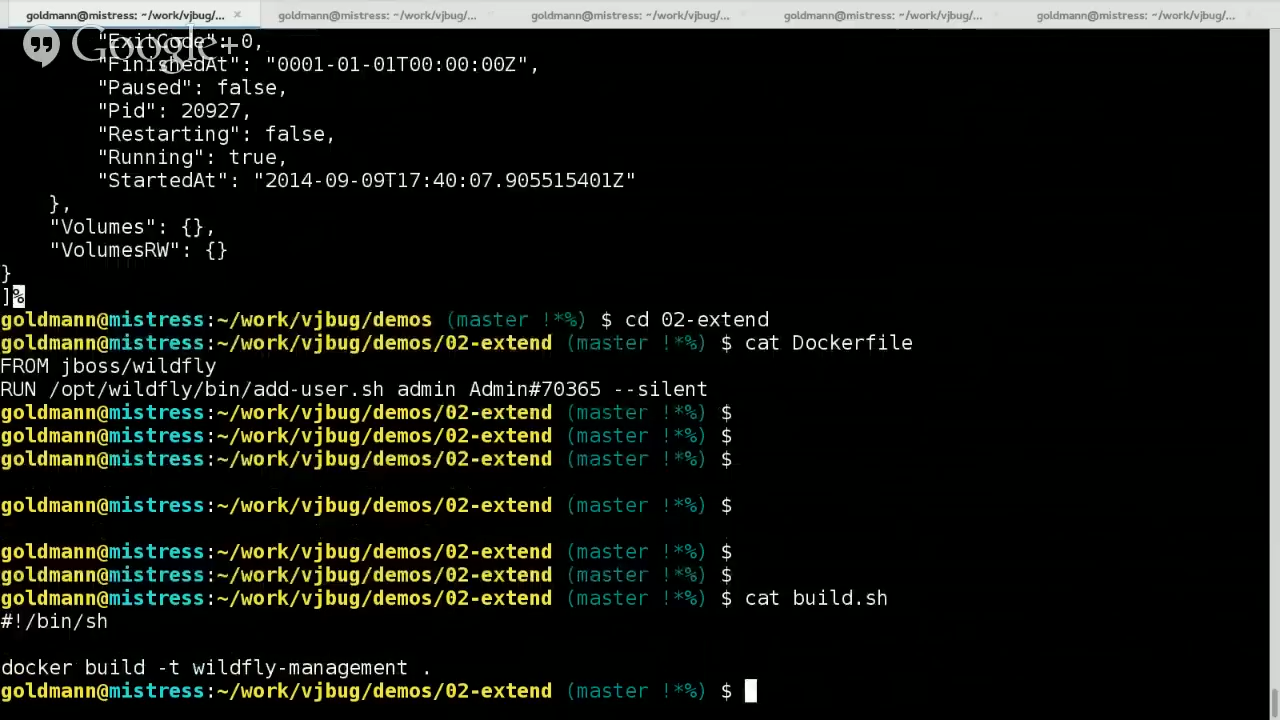 goldmann@mistress: ~/work/vjbug/... × goldmann@mistress: ~/work/vjbug/... goldmann@mistress: ~/work/vjbug/... goldmann@mistress: ~/work/vjbug/... goldmann@mistress: ~/work/vjbug/...
Google+
"ExitCode": 0,
"FinishedAt": "0001-01-01T00:00:00Z",
"Paused": false,
"Pid": 20927,
"Restarting": false,
"Running": true,
"StartedAt": "2014-09-09T17:40:07.905515401Z"
},
"Volumes": {},
"VolumesRW": {}
}
]%
goldmann@mistress:~/work/vjbug/demos (master !*%) $ cd 02-extend
goldmann@mistress:~/work/vjbug/demos/02-extend (master !*%) $ cat Dockerfile
FROM jboss/wildfly
RUN /opt/wildfly/bin/add-user.sh admin Admin#70365 --silent
goldmann@mistress:~/work/vjbug/demos/02-extend (master !*%) $
goldmann@mistress:~/work/vjbug/demos/02-extend (master !*%) $
goldmann@mistress:~/work/vjbug/demos/02-extend (master !*%) $
goldmann@mistress:~/work/vjbug/demos/02-extend (master !*%) $
goldmann@mistress:~/work/vjbug/demos/02-extend (master !*%) $
goldmann@mistress:~/work/vjbug/demos/02-extend (master !*%) $
goldmann@mistress:~/work/vjbug/demos/02-extend (master !*%) $ cat build.sh
#!/bin/sh
docker build -t wildfly-management .
goldmann@mistress:~/work/vjbug/demos/02-extend (master !*%) $